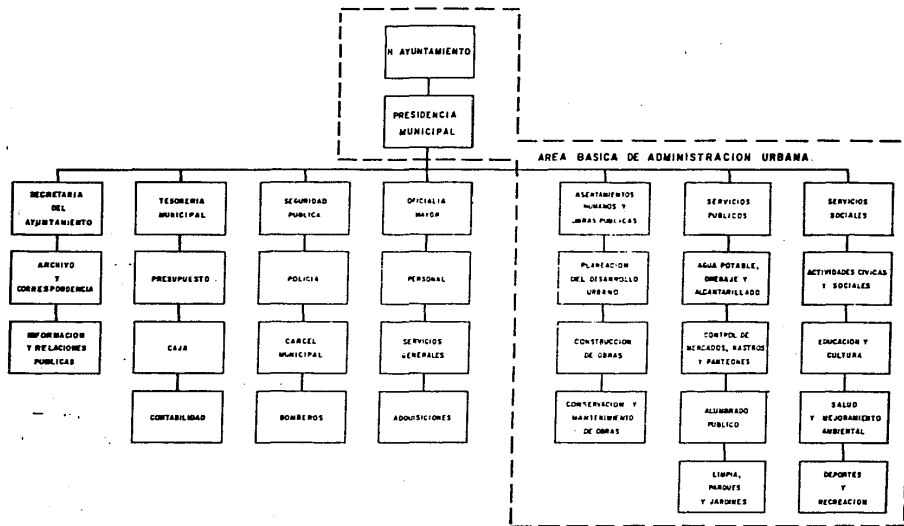 H AYUNTAMIENTO
PRESIDENCIA
MUNICIPAL
AREA BASICA DE ADMINISTRACION URBANA.
SECRETARIA
DEL
AYUNTAMIENTO
ARCHIVO
Y
CORRESPONDENCIA
INFORMACION
Y RELACIONES
PUBLICAS
TESORERIA
MUNICIPAL
PRESUPUESTO
CAJA
CONTABILIDAD
SEGURIDAD
PUBLICA
POLICIA
CARCEL
MUNICIPAL
BOMBEROS
OFICIALIA
MAYOR
PERSONAL
SERVICIOS
GENERALES
ADQUISICIONES
ASENTAMIENTOS
HUMANOS Y
OBRAS PUBLICAS
PLANEACION
DEL DESARROLLO
URBANO
CONSTRUCCION
DE OBRAS
CONSERVACION Y
MANTENIMIENTO
DE OBRAS
SERVICIOS
PUBLICOS
AGUA POTABLE,
DRENAJE Y
ALCANTARILLADO
CONTROL DE
MERCADOS, RASTROS
Y PANTEONES
ALUMBRADO
PUBLICO
LIMPIA,
PARQUES
Y JARDINES
SERVICIOS
SOCIALES
ACTIVIDADES CIVICAS
Y SOCIALES
EDUCACION Y
CULTURA
SALUD
Y MEJORAMIENTO
AMBIENTAL
DEPORTES
Y
RECREACION